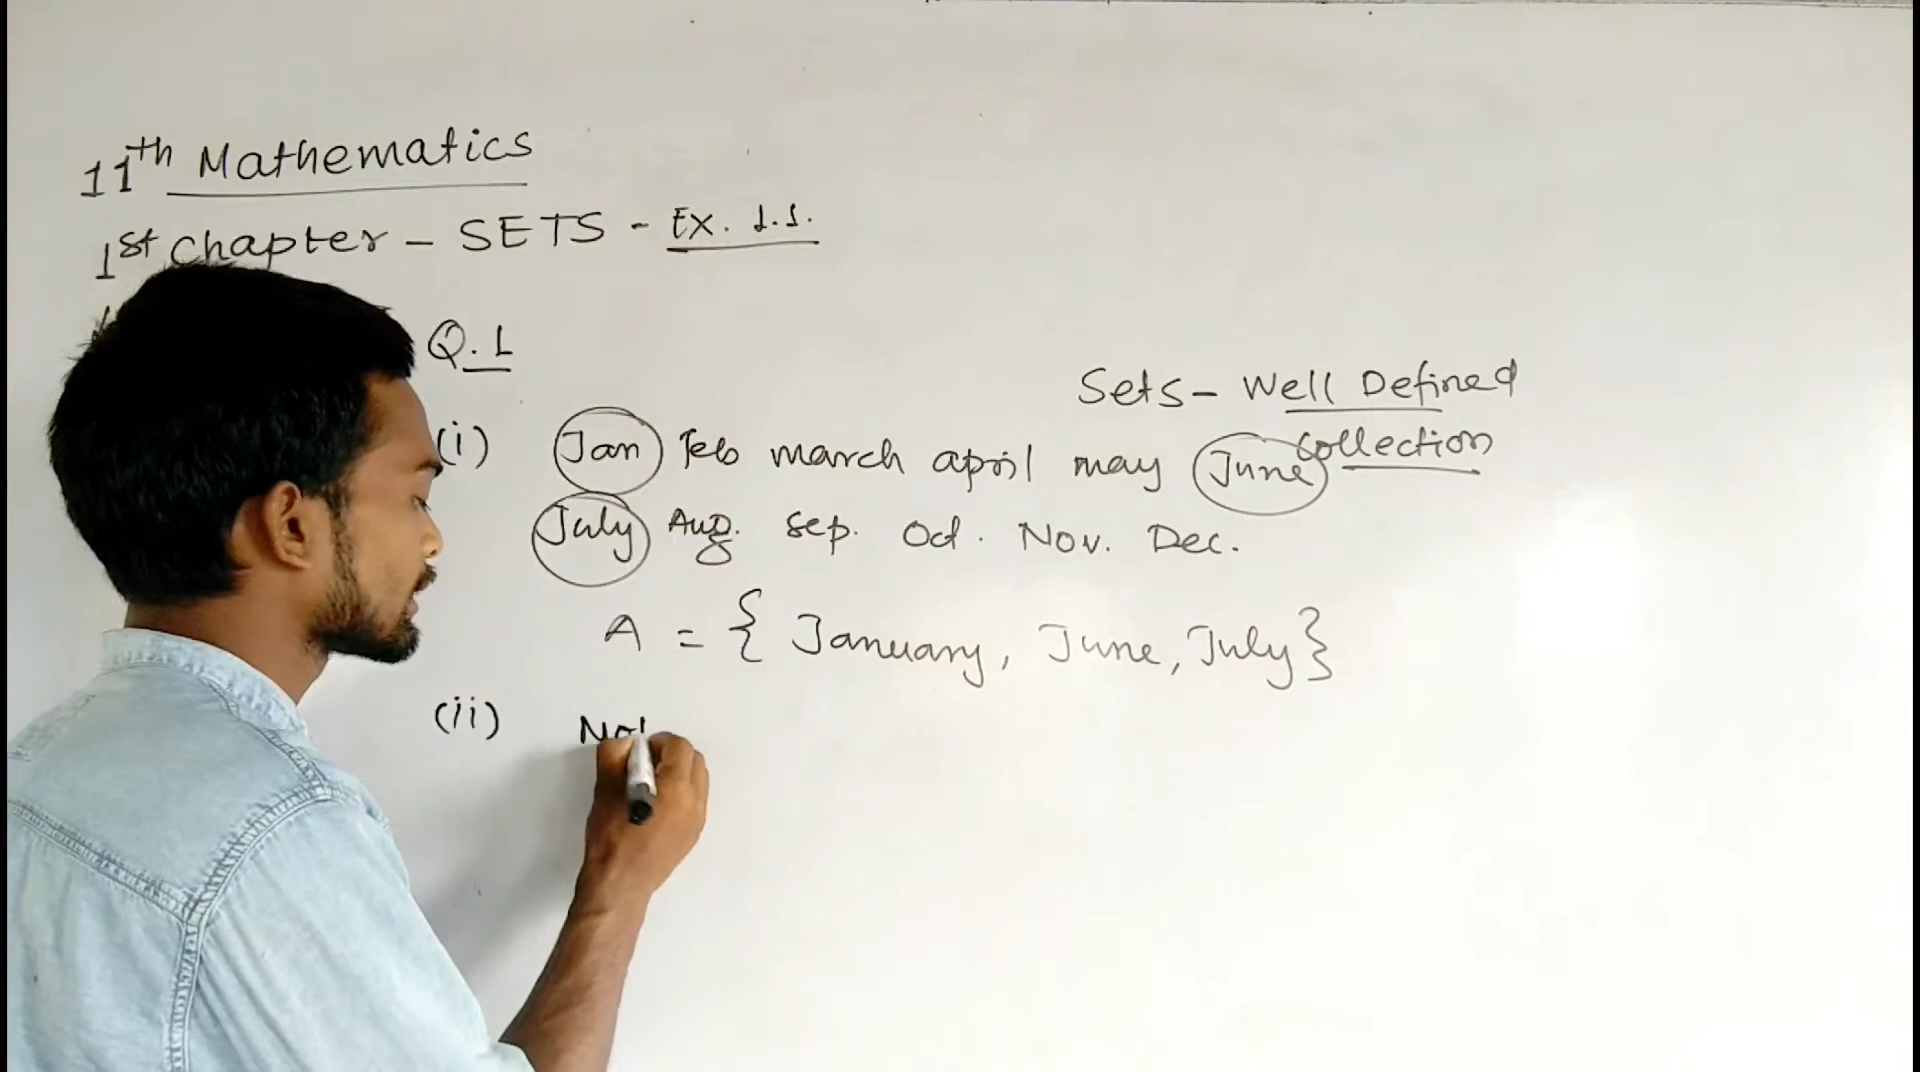 11th Mathematics
1st Chapter - SETS - Ex. 1.1.
Q.1
Sets - Well Defined
Collection
(i) Jan Feb march april may June
July Aug. Sep. Oct. Nov. Dec.
A = { January, June, July }
(ii) Not